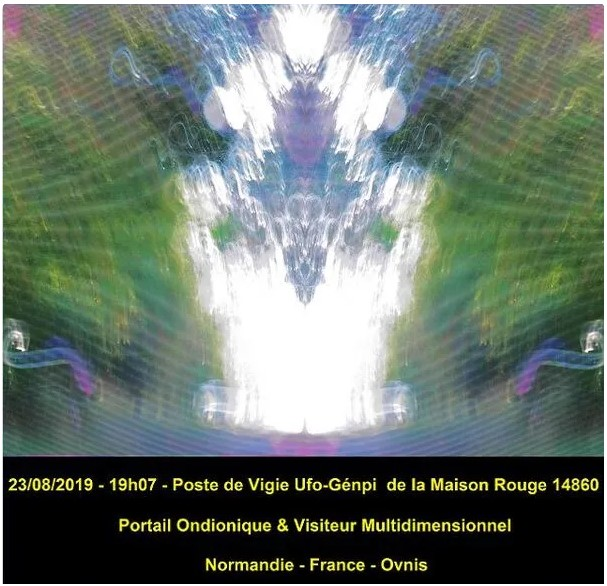 23/08/2019 - 19h07 - Poste de Vigie Ufo-Génpi de la Maison Rouge 14860
Portail Ondionique & Visiteur Multidimensionnel
Normandie - France - Ovnis